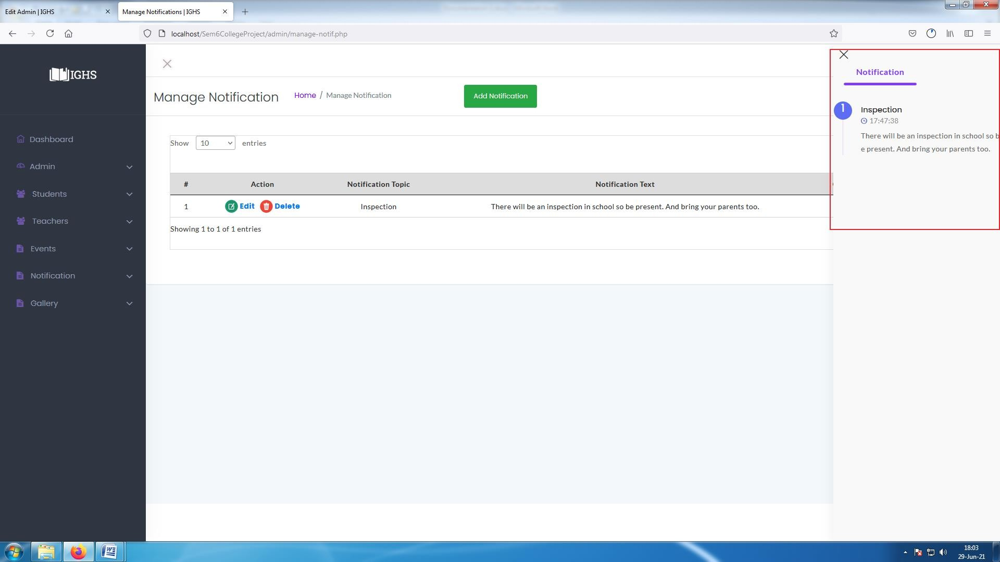 Edit Admin | IGHS
Manage Notifications | IGHS
localhost/Sem6CollegeProject/admin/manage-notif.php
IGHS
Dashboard
Admin
Students
Teachers
Events
Notification
Gallery
Manage Notification
Home / Manage Notification
Add Notification
Show 10 entries
# Action Notification Topic Notification Text
1 Edit Delete Inspection There will be an inspection in school so be present. And bring your parents too.
Showing 1 to 1 of 1 entries
Notification
1 Inspection
17:47:38
There will be an inspection in school so b
e present. And bring your parents too.
18:03
29-Jun-21